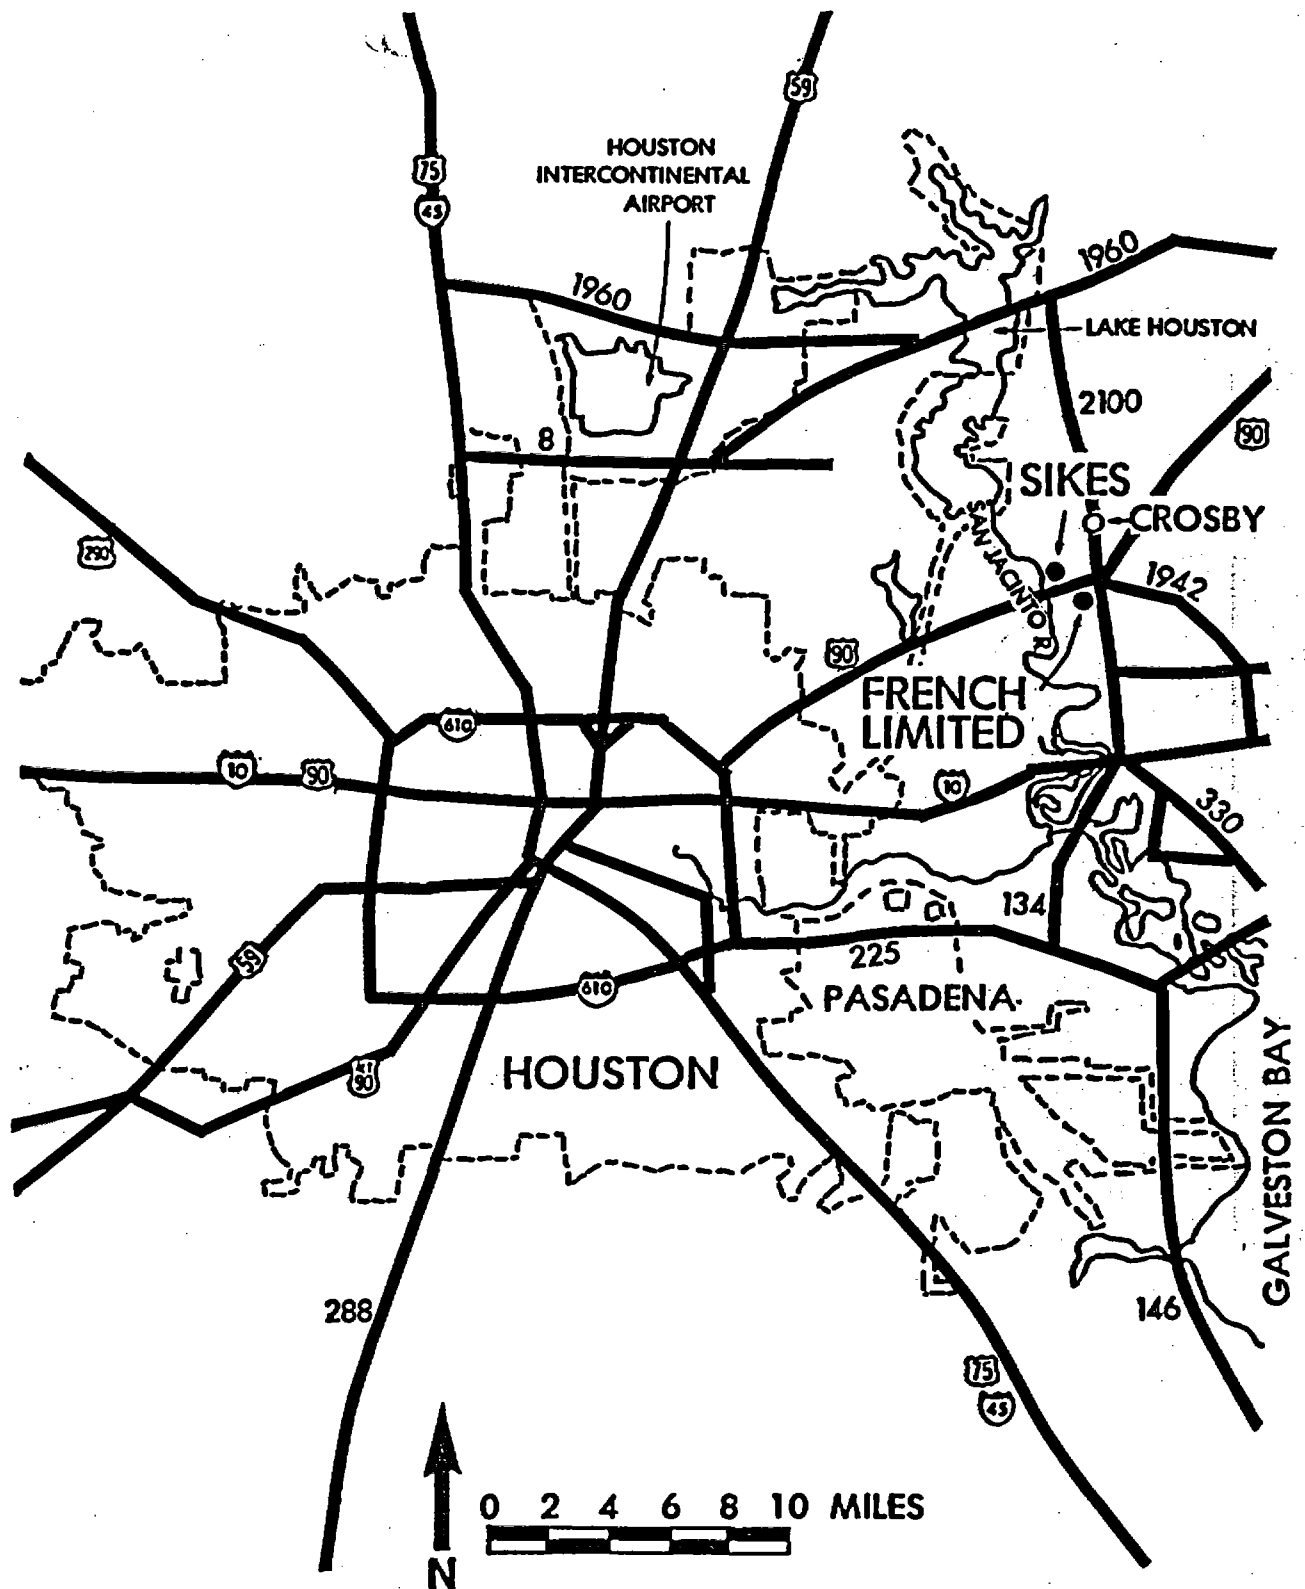 59
HOUSTON
INTERCONTINENTAL
AIRPORT
75
45
1960
1960
LAKE HOUSTON
2100
90
8
SIKES
CROSBY
SAN JACINTO R.
290
1942
90
FRENCH
LIMITED
610
10
90
10
330
134
59
225
610
PASADENA
HOUSTON
90
GALVESTON BAY
288
146
75
45
0 2 4 6 8 10 MILES
N